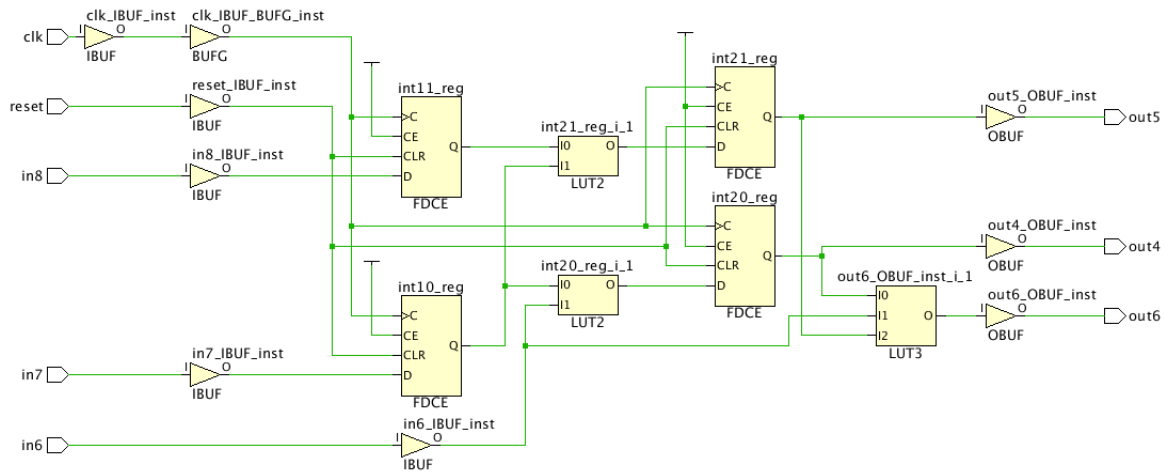 clk_IBUF_inst
clk_IBUF_BUFG_inst
clk I O I O
IBUF BUFG
int21_reg
reset_IBUF_inst
int11_reg
reset I O
IBUF
C
CE
CLR
D
Q
FDCE
in8_IBUF_inst
in8 I O
IBUF
int21_reg_i_1
I0 O
I1
LUT2
C
CE
CLR
D
Q
FDCE
out5_OBUF_inst
I O out5
OBUF
int20_reg
C
CE
CLR
D
Q
FDCE
out4_OBUF_inst
I O out4
OBUF
int10_reg
C
CE
CLR
D
Q
FDCE
int20_reg_i_1
I0 O
I1
LUT2
out6_OBUF_inst_i_1
I0
I1 O
I2
LUT3
out6_OBUF_inst
I O out6
OBUF
in7_IBUF_inst
in7 I O
IBUF
in6_IBUF_inst
in6 I O
IBUF